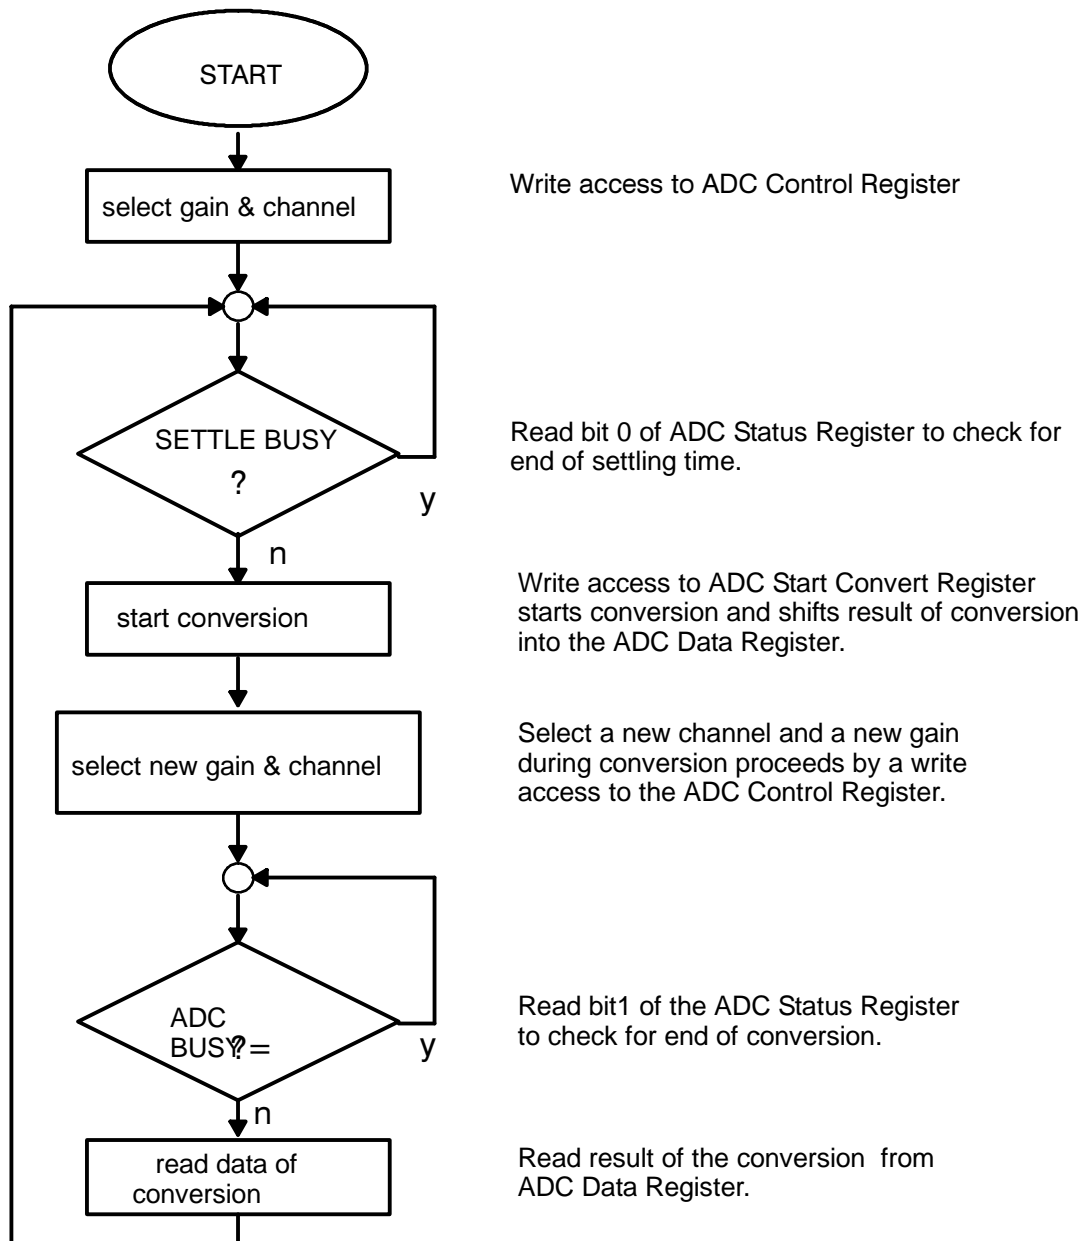 START
select gain & channel
Write access to ADC Control Register
SETTLE BUSY
?
y
n
Read bit 0 of ADC Status Register to check for
end of settling time.
start conversion
Write access to ADC Start Convert Register
starts conversion and shifts result of conversion
into the ADC Data Register.
select new gain & channel
Select a new channel and a new gain
during conversion proceeds by a write
access to the ADC Control Register.
ADC
BUSY?=
y
n
Read bit1 of the ADC Status Register
to check for end of conversion.
read data of
conversion
Read result of the conversion from
ADC Data Register.